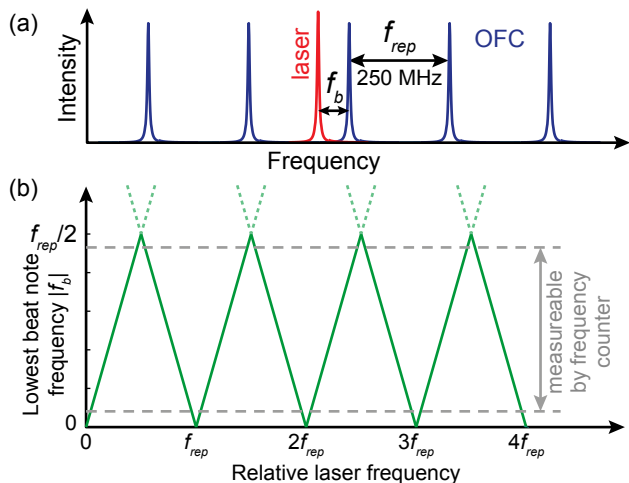 (a)
Intensity
laser
f_b
f_rep
250 MHz
OFC
Frequency
(b)
Lowest beat note
frequency |f_b|
f_rep/2
0
measureable
by frequency
counter
0
f_rep
2f_rep
3f_rep
4f_rep
Relative laser frequency